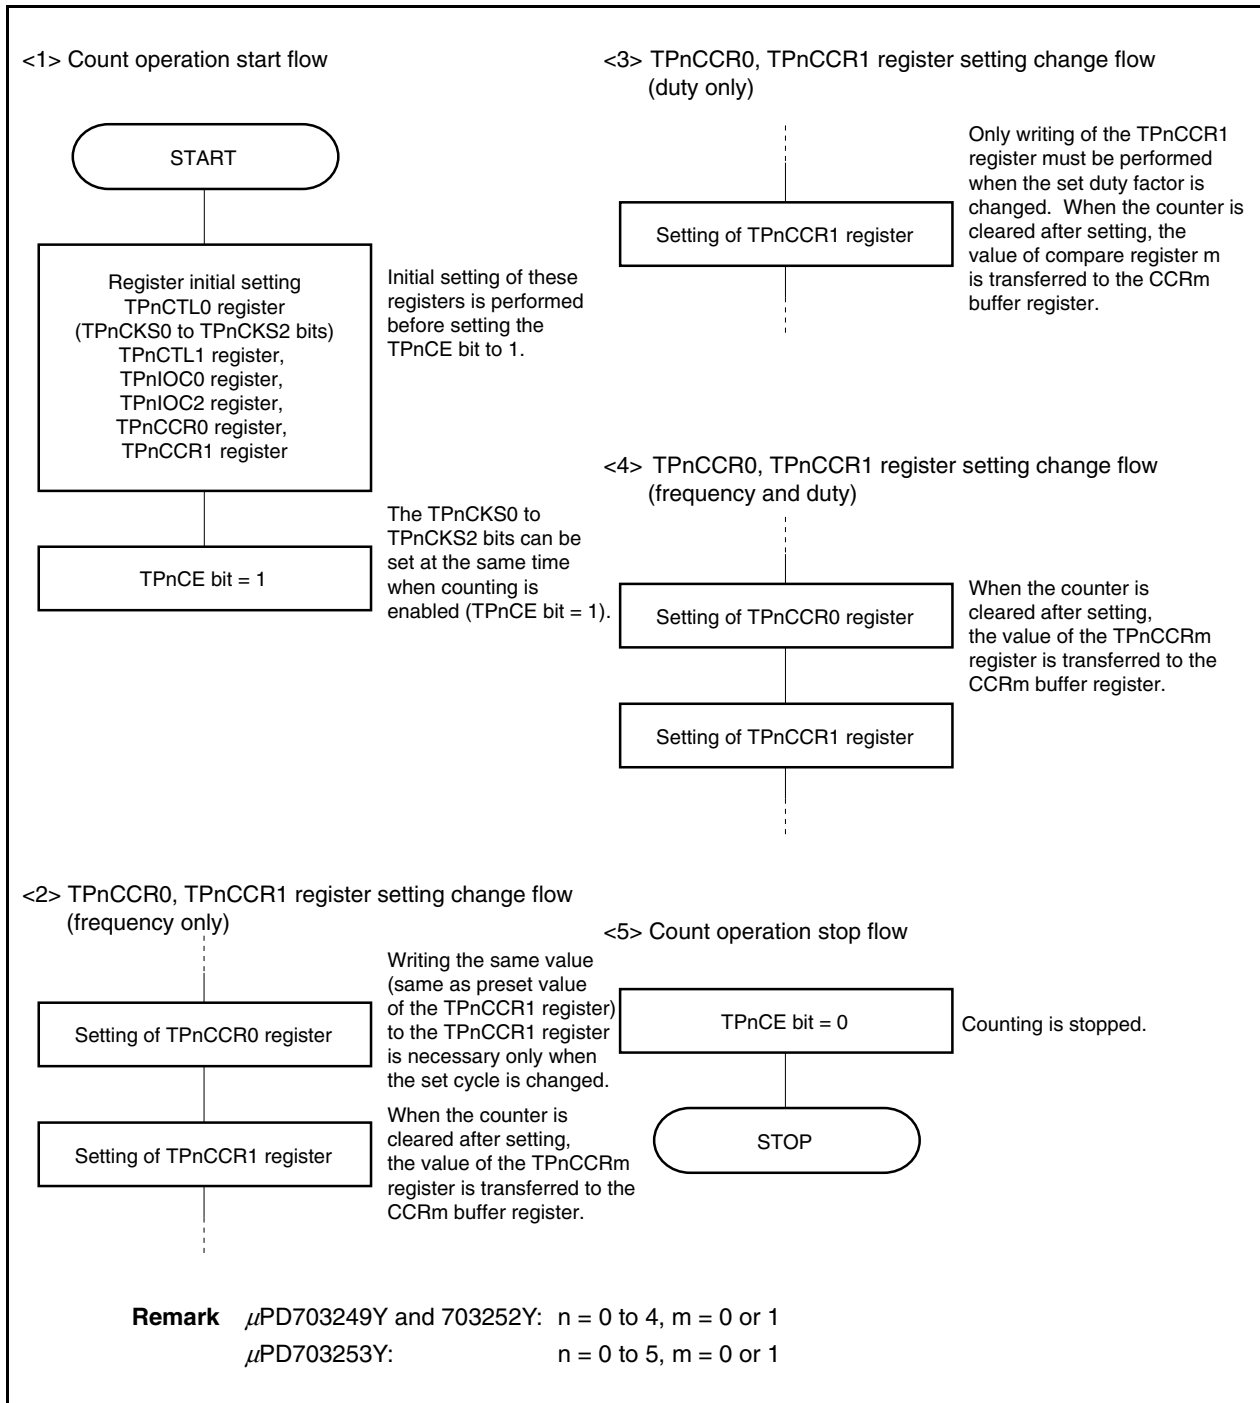 <1> Count operation start flow
START
Register initial setting
TPnCTL0 register
(TPnCKS0 to TPnCKS2 bits)
TPnCTL1 register,
TPnIOC0 register,
TPnIOC2 register,
TPnCCR0 register,
TPnCCR1 register
Initial setting of these
registers is performed
before setting the
TPnCE bit to 1.
TPnCE bit = 1
The TPnCKS0 to
TPnCKS2 bits can be
set at the same time
when counting is
enabled (TPnCE bit = 1).
<2> TPnCCR0, TPnCCR1 register setting change flow
(frequency only)
Setting of TPnCCR0 register
Writing the same value
(same as preset value
of the TPnCCR1 register)
to the TPnCCR1 register
is necessary only when
the set cycle is changed.
Setting of TPnCCR1 register
When the counter is
cleared after setting,
the value of the TPnCCRm
register is transferred to the
CCRm buffer register.
<3> TPnCCR0, TPnCCR1 register setting change flow
(duty only)
Setting of TPnCCR1 register
Only writing of the TPnCCR1
register must be performed
when the set duty factor is
changed. When the counter is
cleared after setting, the
value of compare register m
is transferred to the CCRm
buffer register.
<4> TPnCCR0, TPnCCR1 register setting change flow
(frequency and duty)
Setting of TPnCCR0 register
When the counter is
cleared after setting,
the value of the TPnCCRm
register is transferred to the
CCRm buffer register.
Setting of TPnCCR1 register
<5> Count operation stop flow
TPnCE bit = 0
Counting is stopped.
STOP
Remark μPD703249Y and 703252Y: n = 0 to 4, m = 0 or 1
μPD703253Y: n = 0 to 5, m = 0 or 1